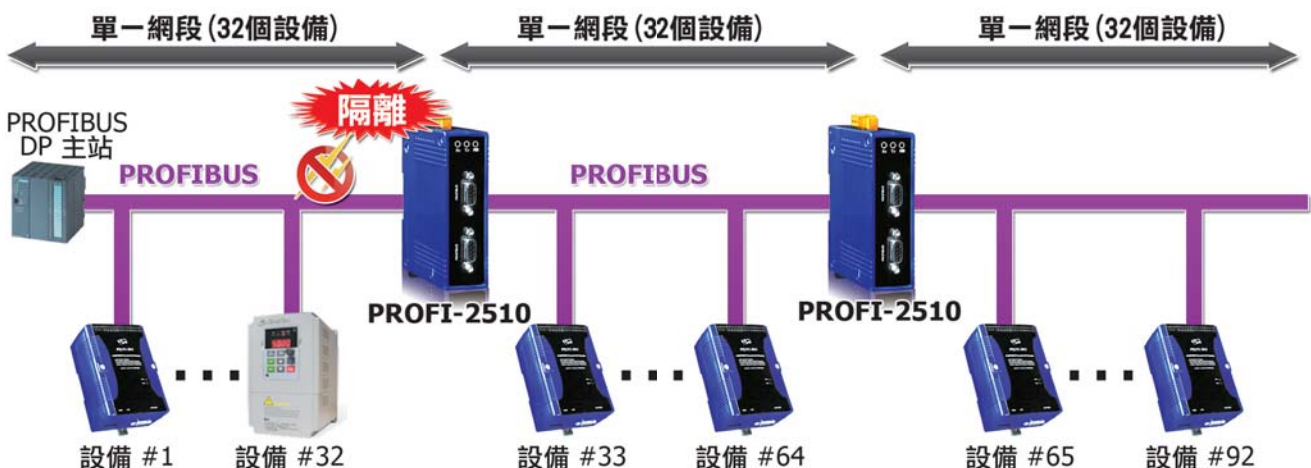 單一網段(32個設備)
單一網段(32個設備)
單一網段(32個設備)
隔離
PROFIBUS
DP 主站
PROFIBUS
PROFIBUS
PROFI-2510
PROFI-2510
設備 #1
設備 #32
設備 #33
設備 #64
設備 #65
設備 #92